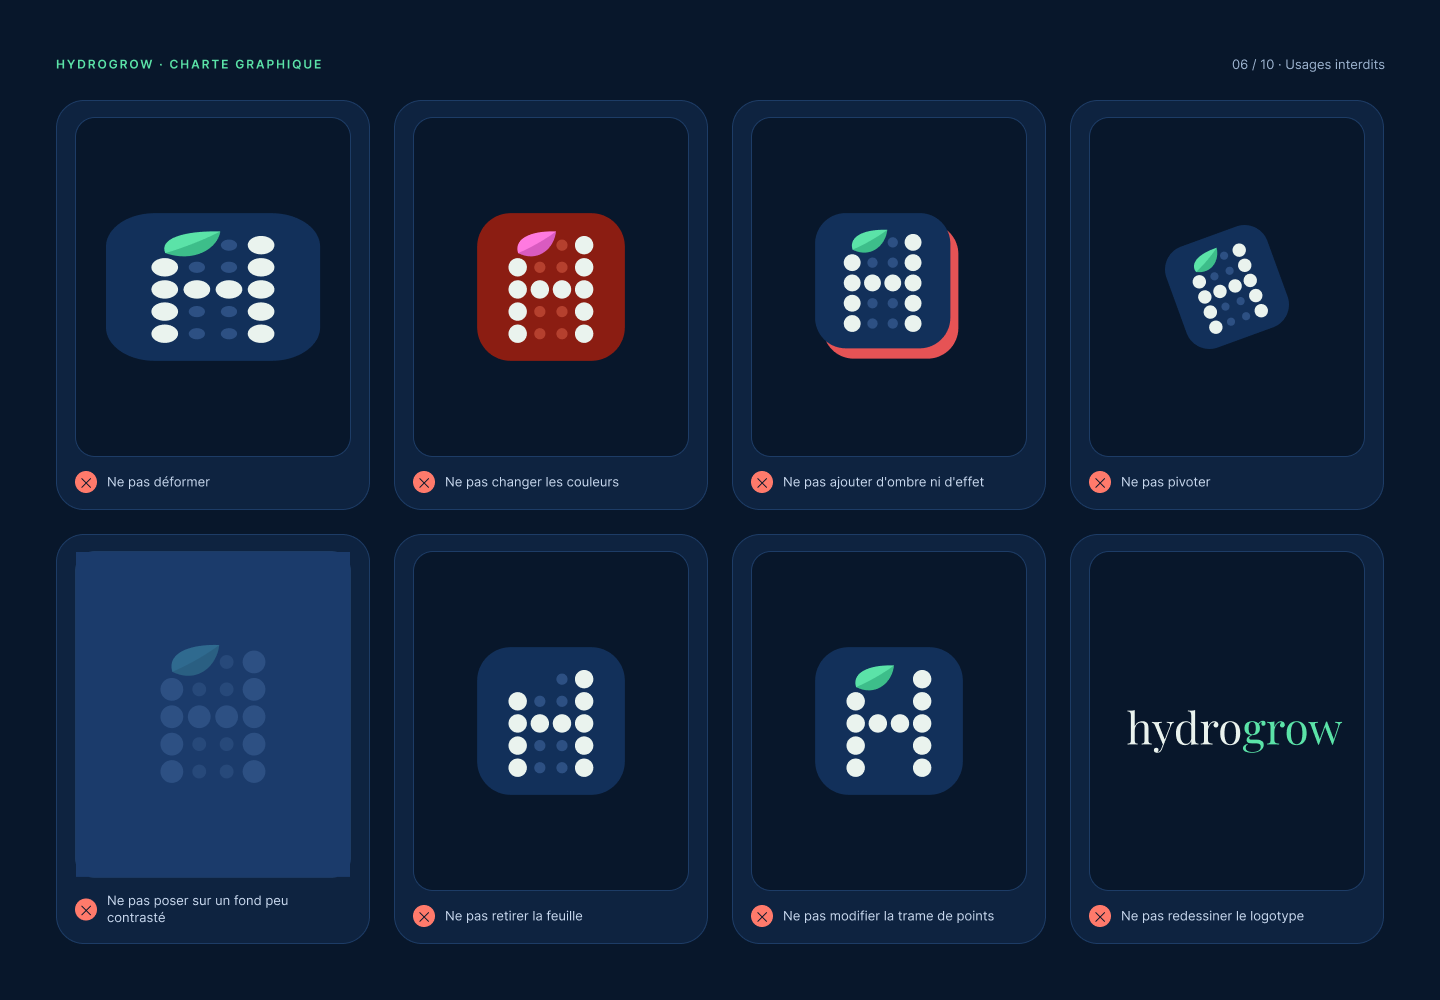 HYDROGROW · CHARTE GRAPHIQUE
06 / 10 · Usages interdits
Ne pas déformer
Ne pas changer les couleurs
Ne pas ajouter d'ombre ni d'effet
Ne pas pivoter
Ne pas poser sur un fond peu
contrasté
Ne pas retirer la feuille
Ne pas modifier la trame de points
hydrogrow
Ne pas redessiner le logotype